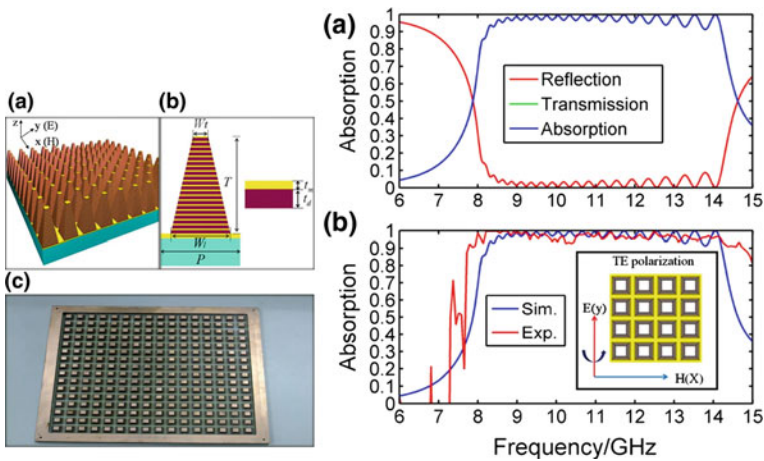 (a)
z
y (E)
x (H)
(b)
Wt
T
tm
td
Wl
P
(c)
(a)
Absorption
1
0.9
0.8
0.7
0.6
0.5
0.4
0.3
0.2
0.1
0
Reflection
Transmission
Absorption
6 7 8 9 10 11 12 13 14 15
(b)
Absorption
1
0.9
0.8
0.7
0.6
0.5
0.4
0.3
0.2
0.1
0
Sim.
Exp.
TE polarization
E(y)
H(X)
6 7 8 9 10 11 12 13 14 15
Frequency/GHz